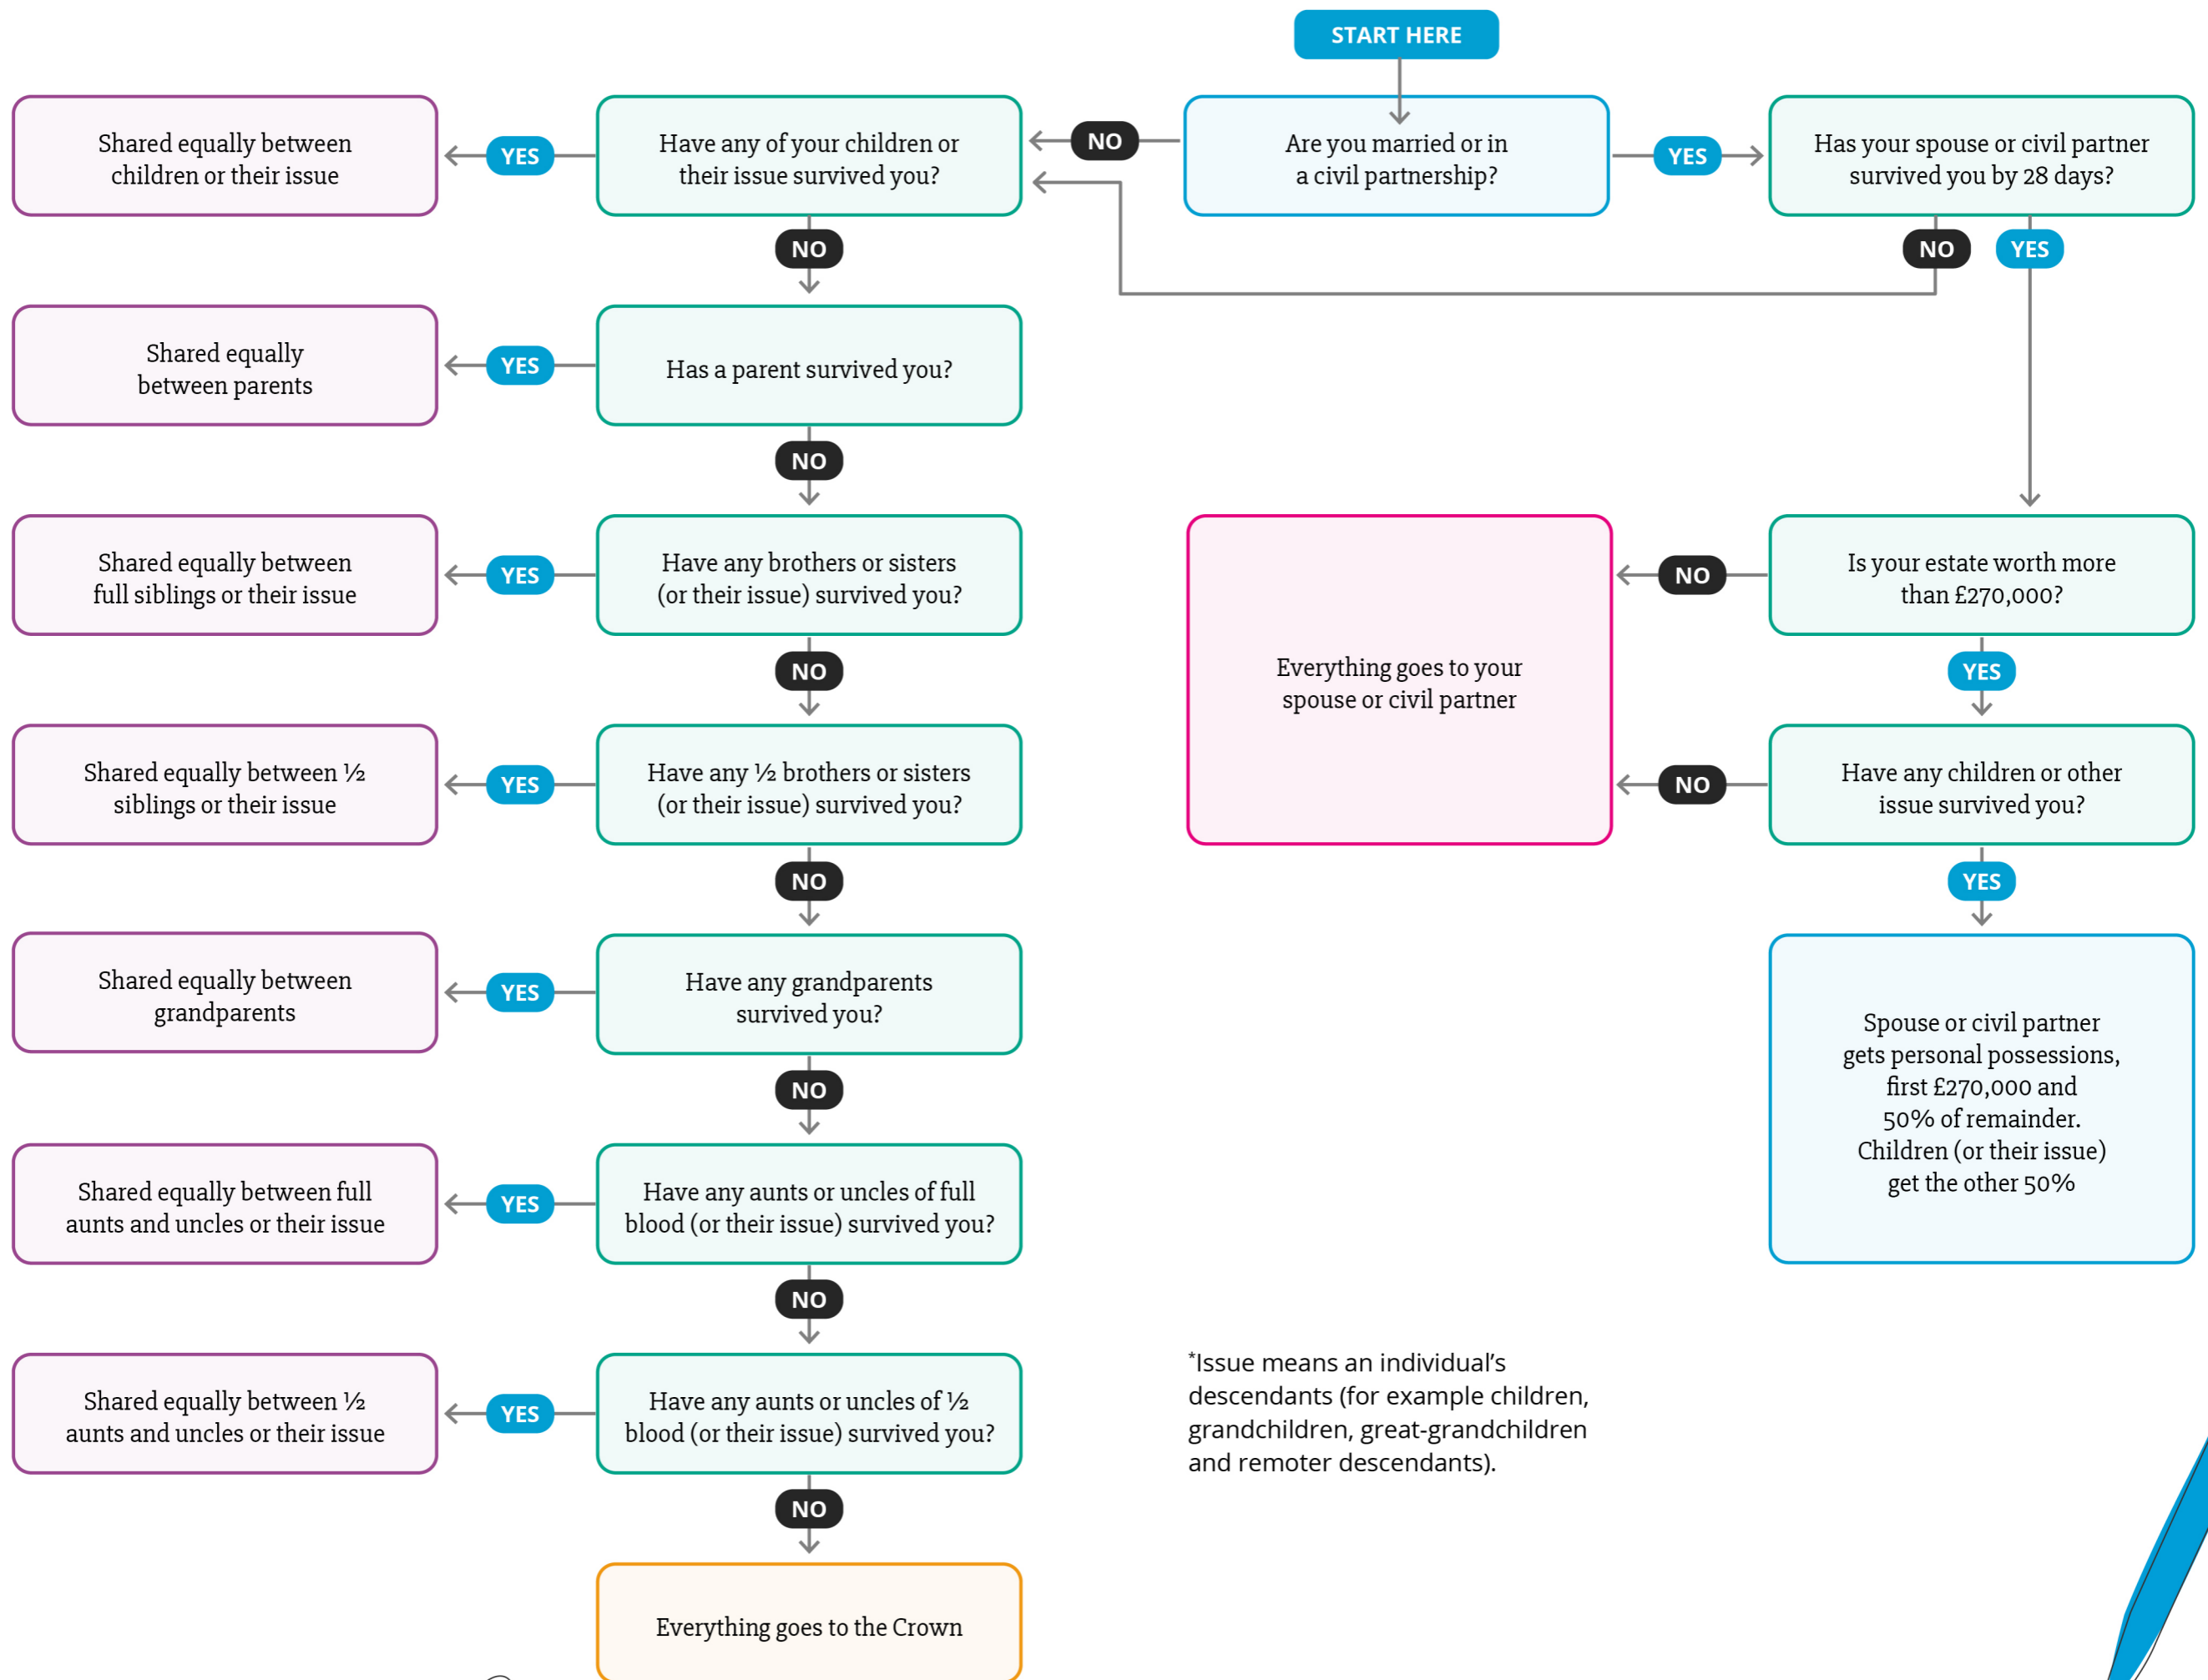 START HERE
Are you married or in
a civil partnership?
NO
YES
Has your spouse or civil partner
survived you by 28 days?
NO
YES
Have any of your children or
their issue survived you?
YES
Shared equally between
children or their issue
NO
Has a parent survived you?
YES
Shared equally
between parents
NO
Have any brothers or sisters
(or their issue) survived you?
YES
Shared equally between
full siblings or their issue
NO
Have any ½ brothers or sisters
(or their issue) survived you?
YES
Shared equally between ½
siblings or their issue
NO
Have any grandparents
survived you?
YES
Shared equally between
grandparents
NO
Have any aunts or uncles of full
blood (or their issue) survived you?
YES
Shared equally between full
aunts and uncles or their issue
NO
Have any aunts or uncles of ½
blood (or their issue) survived you?
YES
Shared equally between ½
aunts and uncles or their issue
NO
Everything goes to the Crown
Is your estate worth more
than £270,000?
NO
Everything goes to your
spouse or civil partner
YES
Have any children or other
issue survived you?
NO
YES
Spouse or civil partner
gets personal possessions,
first £270,000 and
50% of remainder.
Children (or their issue)
get the other 50%
*Issue means an individual’s
descendants (for example children,
grandchildren, great-grandchildren
and remoter descendants).